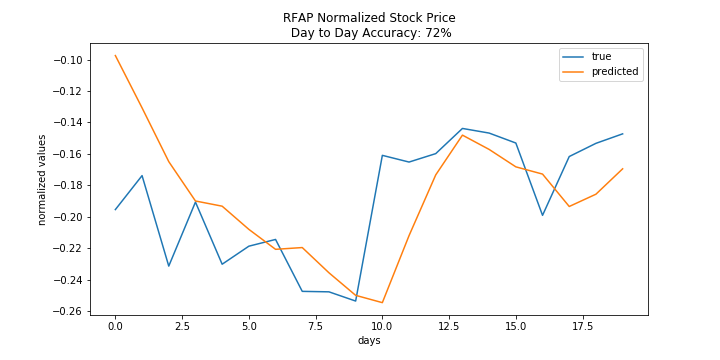 RFAP Normalized Stock Price
Day to Day Accuracy: 72%
true
predicted
normalized values
−0.10
−0.12
−0.14
−0.16
−0.18
−0.20
−0.22
−0.24
−0.26
0.0 2.5 5.0 7.5 10.0 12.5 15.0 17.5
days